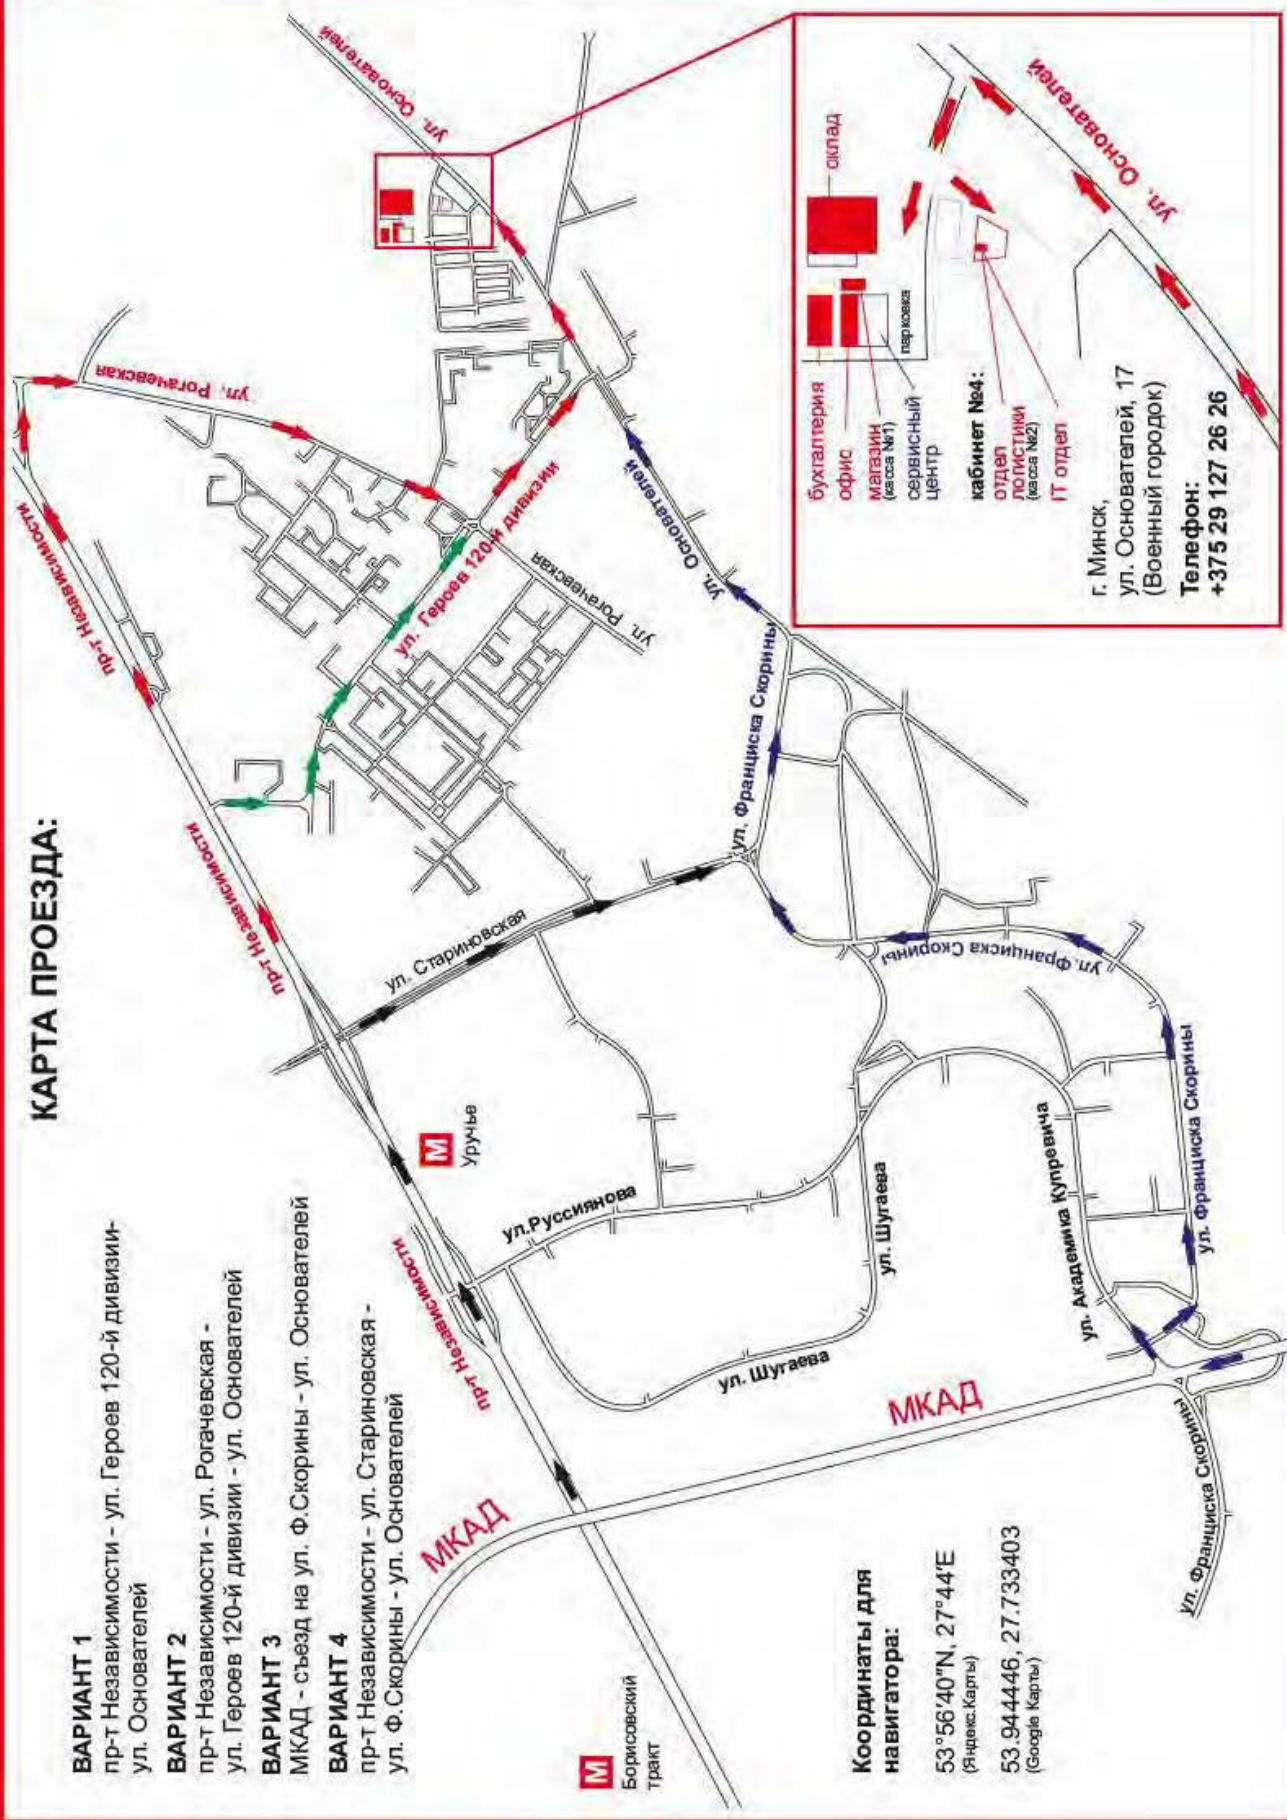 КАРТА ПРОЕЗДА:
ВАРИАНТ 1
пр-т Независимости - ул. Героев 120-й дивизии-
ул. Основателей
ВАРИАНТ 2
пр-т Независимости - ул. Рогачевская -
ул. Героев 120-й дивизии - ул. Основателей
ВАРИАНТ 3
МКАД - съезд на ул. Ф.Скорины - ул. Основателей
ВАРИАНТ 4
пр-т Независимости - ул. Стариновская -
ул. Ф.Скорины - ул. Основателей
М
Борисовский
тракт
МКАД
пр-т Независимости
М
Уручье
ул.Руссиянова
ул. Шугаева
ул. Шугаева
МКАД
ул. Академика Купревича
ул. Франциска Скорины
ул. Франциска Скорины
ул. Франциска Скорины
ул. Франциска Скорины
ул. Франциска Скорины
ул. Стариновская
пр-т Независимости
пр-т Независимости
пр-т Независимости
ул. Рогачевская
ул. Героев 120-й дивизии
ул. Рогачевская
ул. Основателей
ул. Основателей
Координаты для
навигатора:
53°56'40"N, 27°44'E
(Яндекс.Карты)
53.944446, 27.733403
(Google Карты)
бухгалтерия
офис
магазин
(касса №1)
сервисный
центр
парковка
склад
кабинет №4:
отдел
логистики
(касса №2)
IT отдел
ул. Основателей
г. Минск,
ул. Основателей, 17
(Военный городок)
Телефон:
+375 29 127 26 26